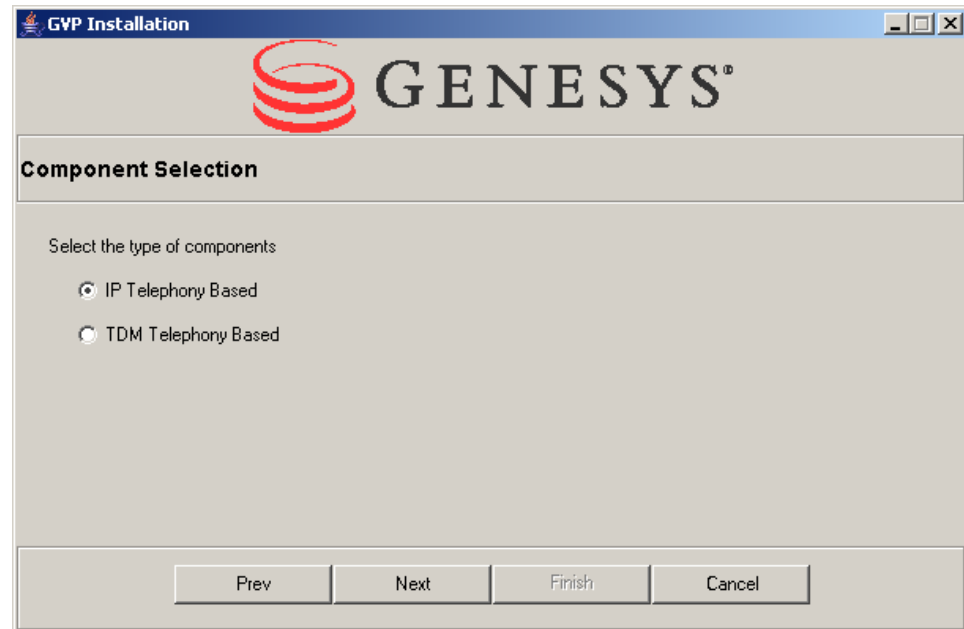 GVP Installation
GENESYS®
Component Selection
Select the type of components
IP Telephony Based
TDM Telephony Based
Prev Next Finish Cancel